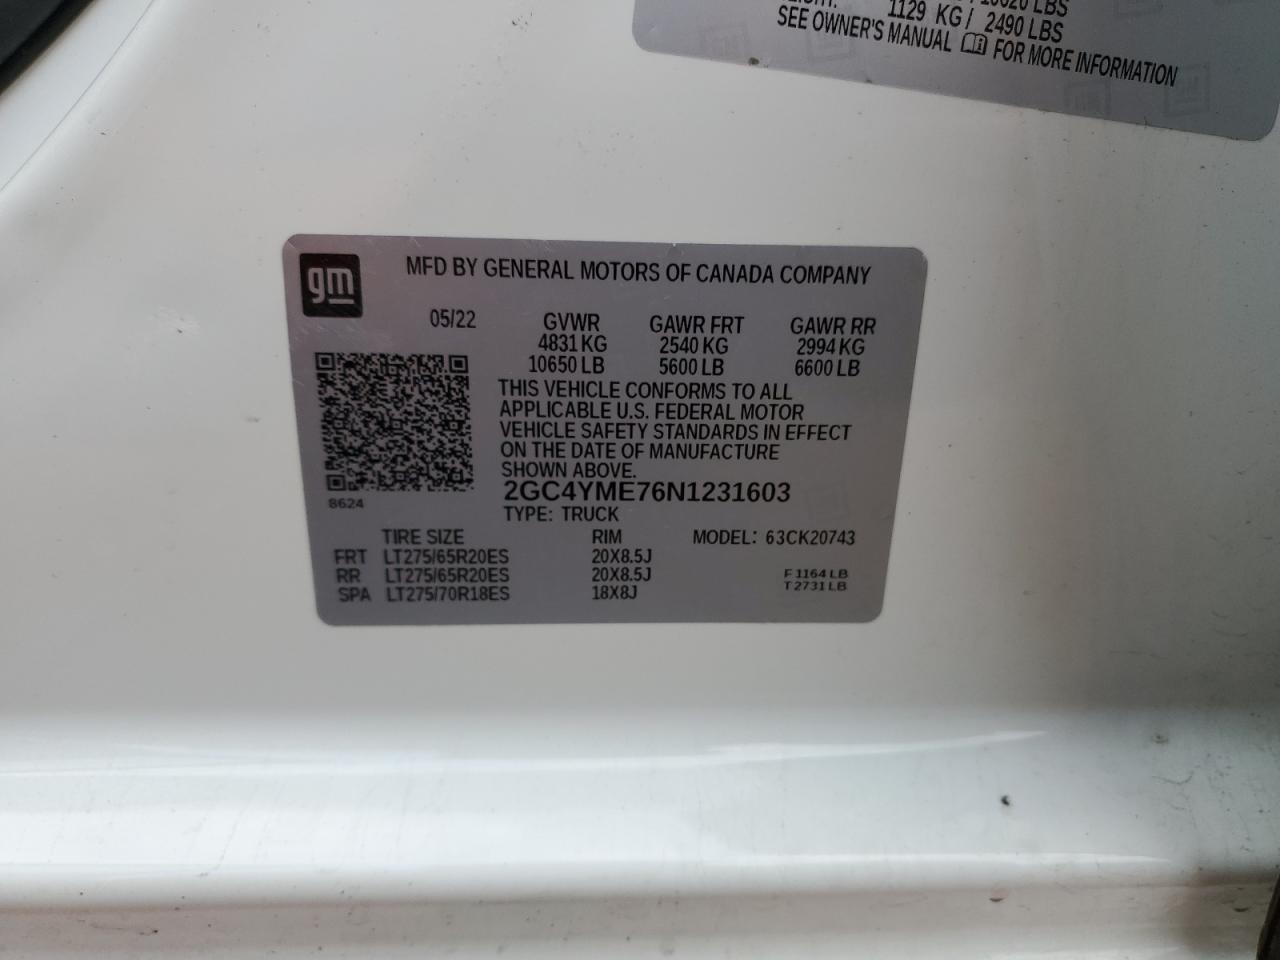 1129 KG / 2490 LBS
SEE OWNER'S MANUAL FOR MORE INFORMATION
gm
MFD BY GENERAL MOTORS OF CANADA COMPANY
05/22 GVWR GAWR FRT GAWR RR
4831 KG 2540 KG 2994 KG
10650 LB 5600 LB 6600 LB
THIS VEHICLE CONFORMS TO ALL
APPLICABLE U.S. FEDERAL MOTOR
VEHICLE SAFETY STANDARDS IN EFFECT
ON THE DATE OF MANUFACTURE
SHOWN ABOVE.
8624
2GC4YME76N1231603
TYPE: TRUCK
TIRE SIZE RIM MODEL: 63CK20743
FRT LT275/65R20ES 20X8.5J
RR LT275/65R20ES 20X8.5J F 1164 LB
SPA LT275/70R18ES 18X8J T 2731 LB